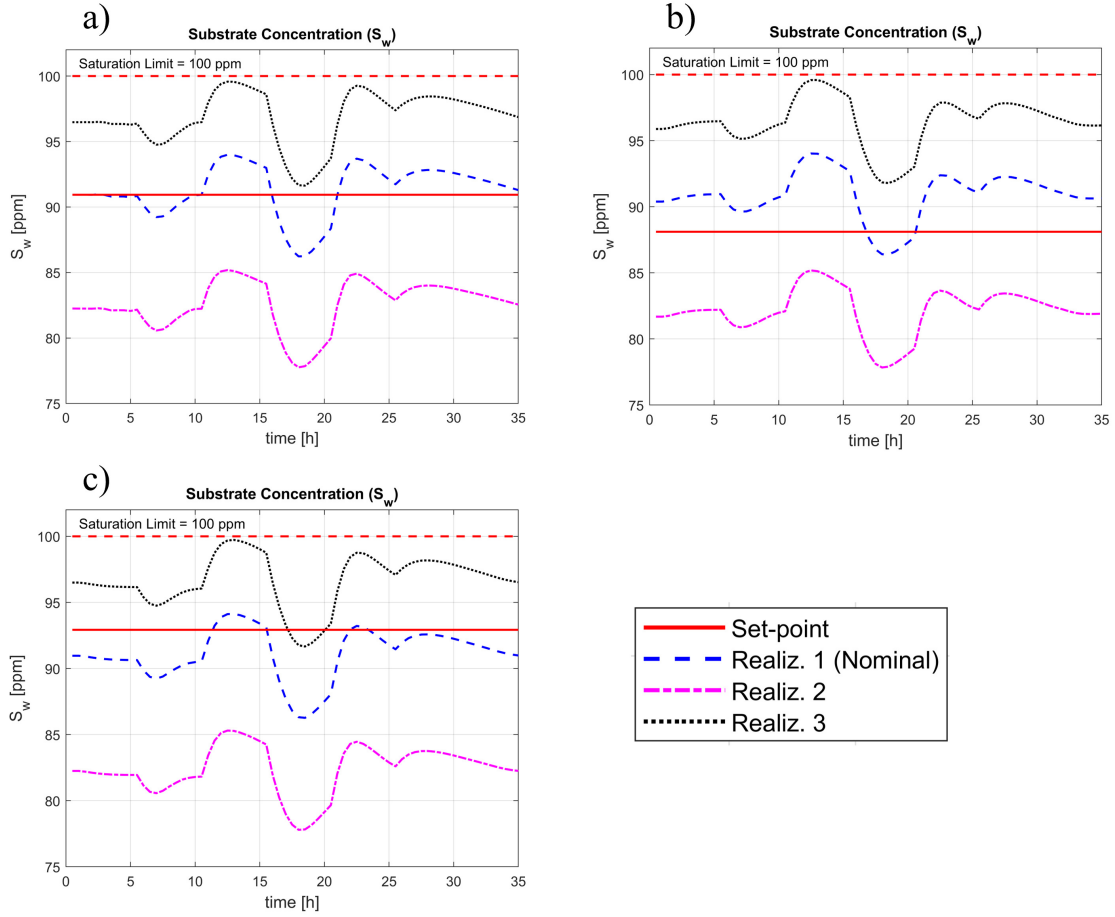 a)
Substrate Concentration (Sw)
Saturation Limit = 100 ppm
100
95
90
85
80
75
Sw [ppm]
0 5 10 15 20 25 30 35
time [h]
b)
Substrate Concentration (Sw)
Saturation Limit = 100 ppm
100
95
90
85
80
75
Sw [ppm]
0 5 10 15 20 25 30 35
time [h]
c)
Substrate Concentration (Sw)
Saturation Limit = 100 ppm
100
95
90
85
80
75
Sw [ppm]
0 5 10 15 20 25 30 35
time [h]
Set-point
Realiz. 1 (Nominal)
Realiz. 2
Realiz. 3